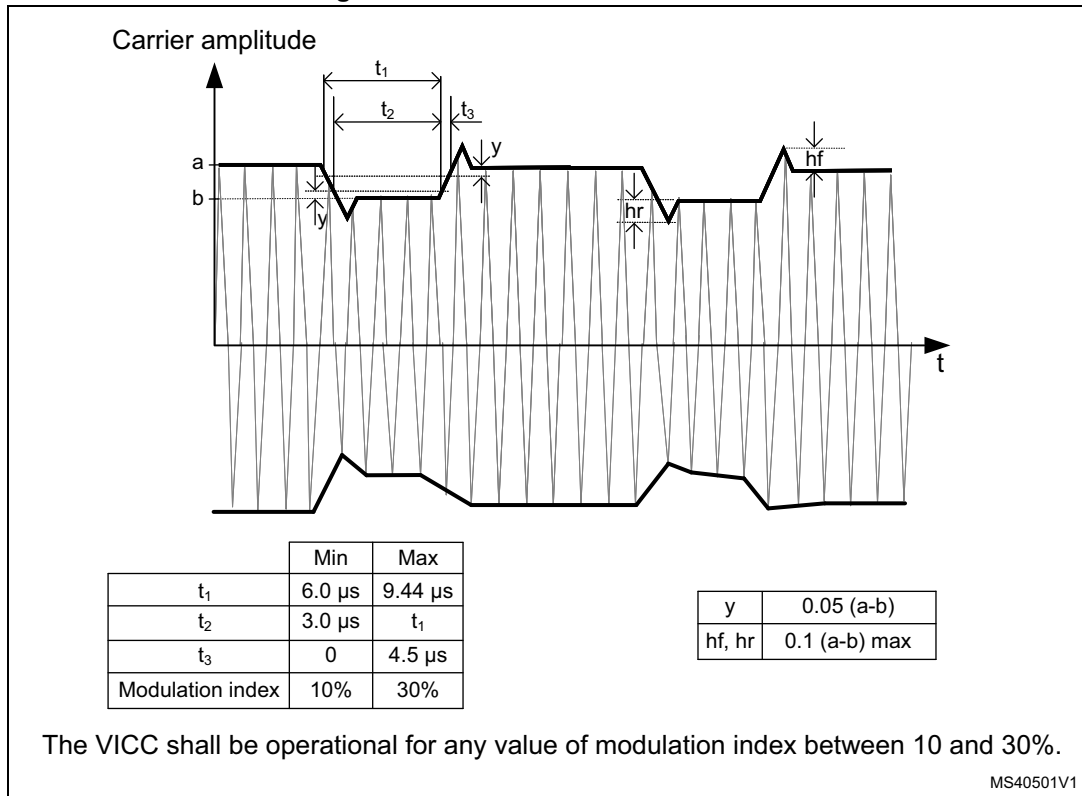 Carrier amplitude
t₁
t₂
t₃
y
hf
a
b
y
hr
t
Min Max
t₁ 6.0 µs 9.44 µs
t₂ 3.0 µs t₁
t₃ 0 4.5 µs
Modulation index 10% 30%
y 0.05 (a-b)
hf, hr 0.1 (a-b) max
The VICC shall be operational for any value of modulation index between 10 and 30%.
MS40501V1